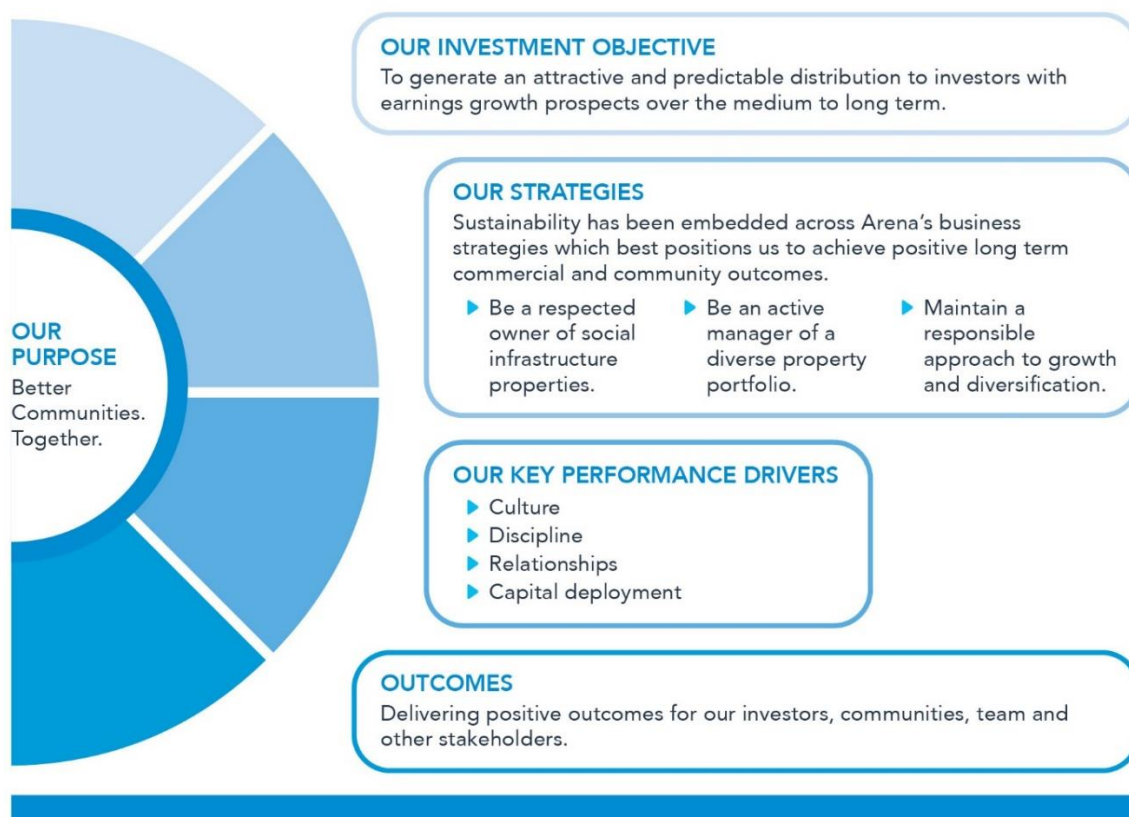 OUR INVESTMENT OBJECTIVE
To generate an attractive and predictable distribution to investors with
earnings growth prospects over the medium to long term.
OUR STRATEGIES
Sustainability has been embedded across Arena’s business
strategies which best positions us to achieve positive long term
commercial and community outcomes.
Be a respected
owner of social
infrastructure
properties.
Be an active
manager of a
diverse property
portfolio.
Maintain a
responsible
approach to growth
and diversification.
OUR
PURPOSE
Better
Communities.
Together.
OUR KEY PERFORMANCE DRIVERS
Culture
Discipline
Relationships
Capital deployment
OUTCOMES
Delivering positive outcomes for our investors, communities, team and
other stakeholders.